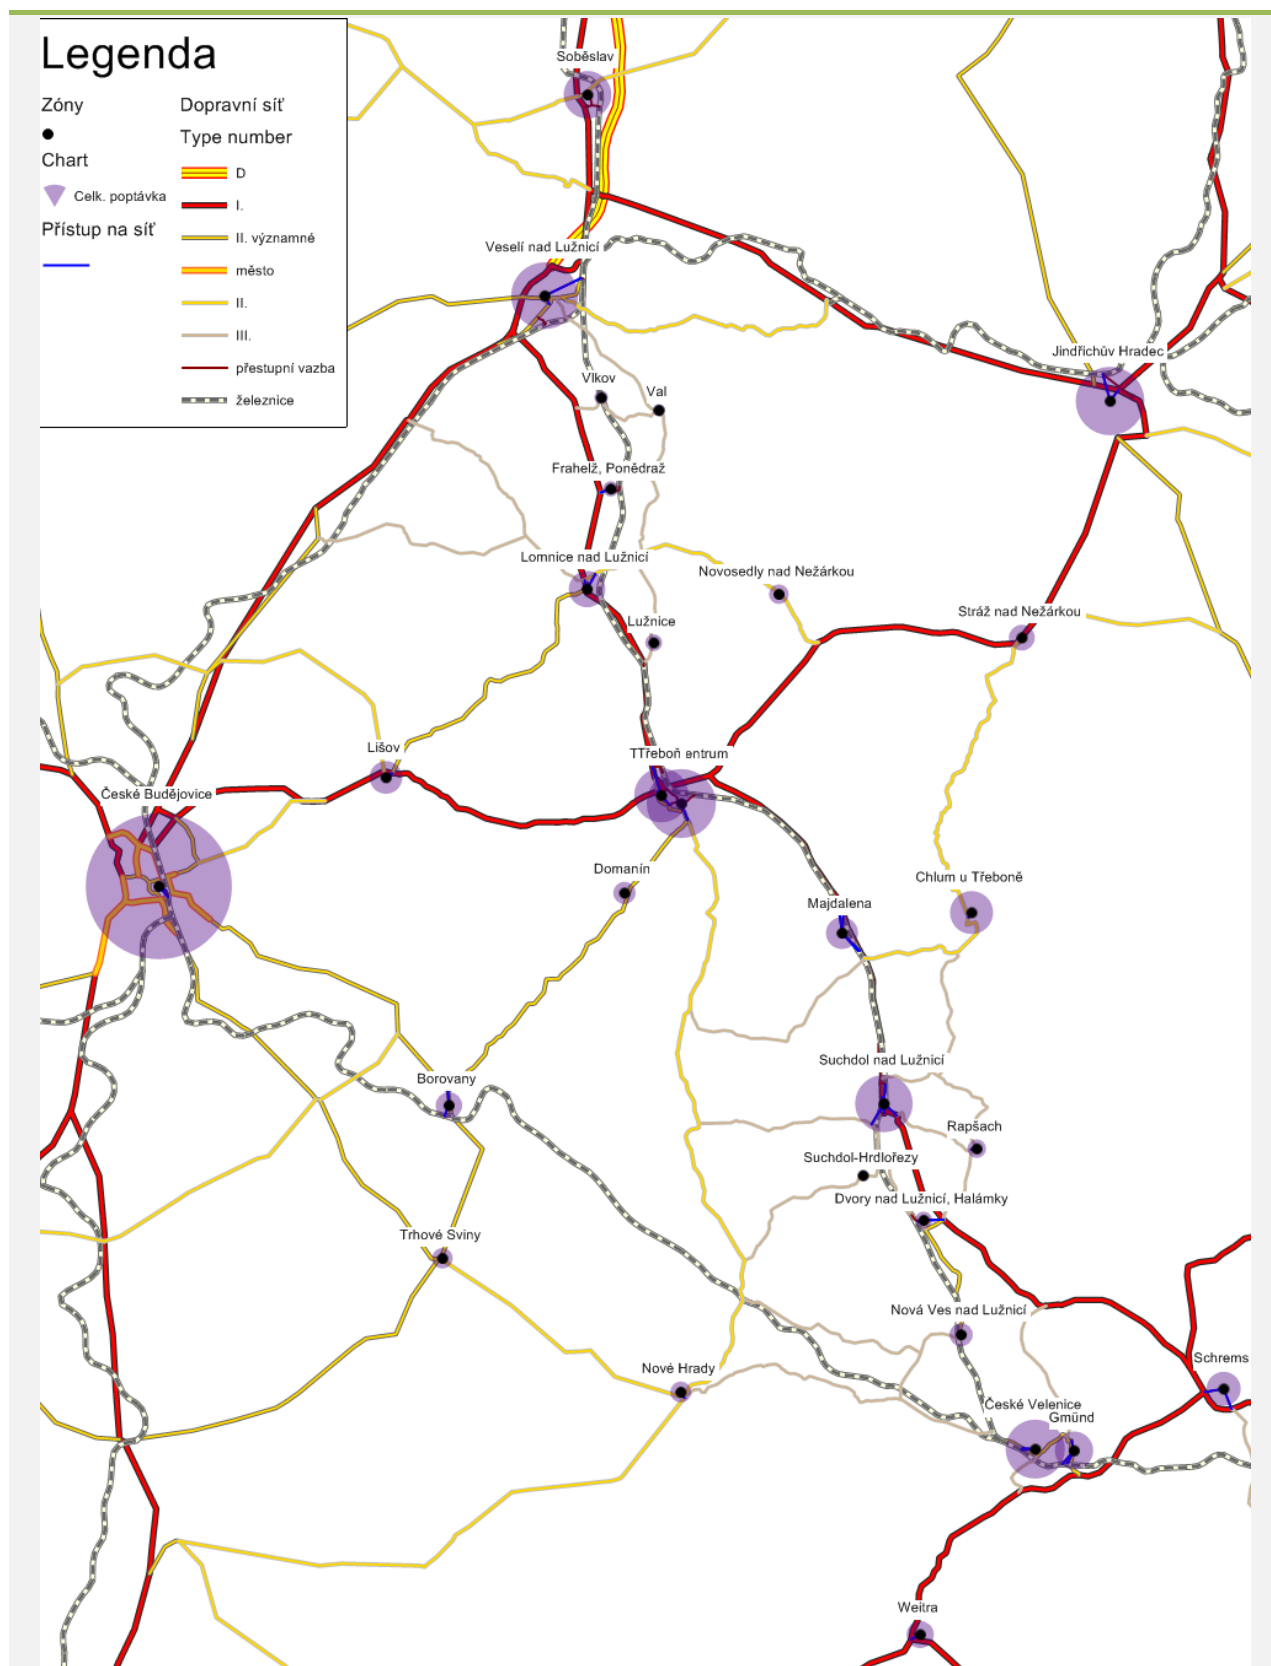 Legenda
Zóny
Dopravní síť
Type number
Chart
D
Celk. poptávka
I.
Přístup na síť
II. významné
město
II.
III.
přestupní vazba
železnice
Soběslav
Veselí nad Lužnicí
Jindřichův Hradec
Vlkov
Val
Frahelž, Ponědraž
Lomnice nad Lužnicí
Novosedly nad Nežárkou
Stráž nad Nežárkou
Lužnice
Lišov
TTřeboň entrum
České Budějovice
Domanín
Chlum u Třeboně
Majdalena
Suchdol nad Lužnicí
Borovany
Rapšach
Suchdol-Hrdlořezy
Dvory nad Lužnicí, Halámky
Trhové Sviny
Nová Ves nad Lužnicí
Schrems
Nové Hrady
České Velenice
Gmünd
Weitra